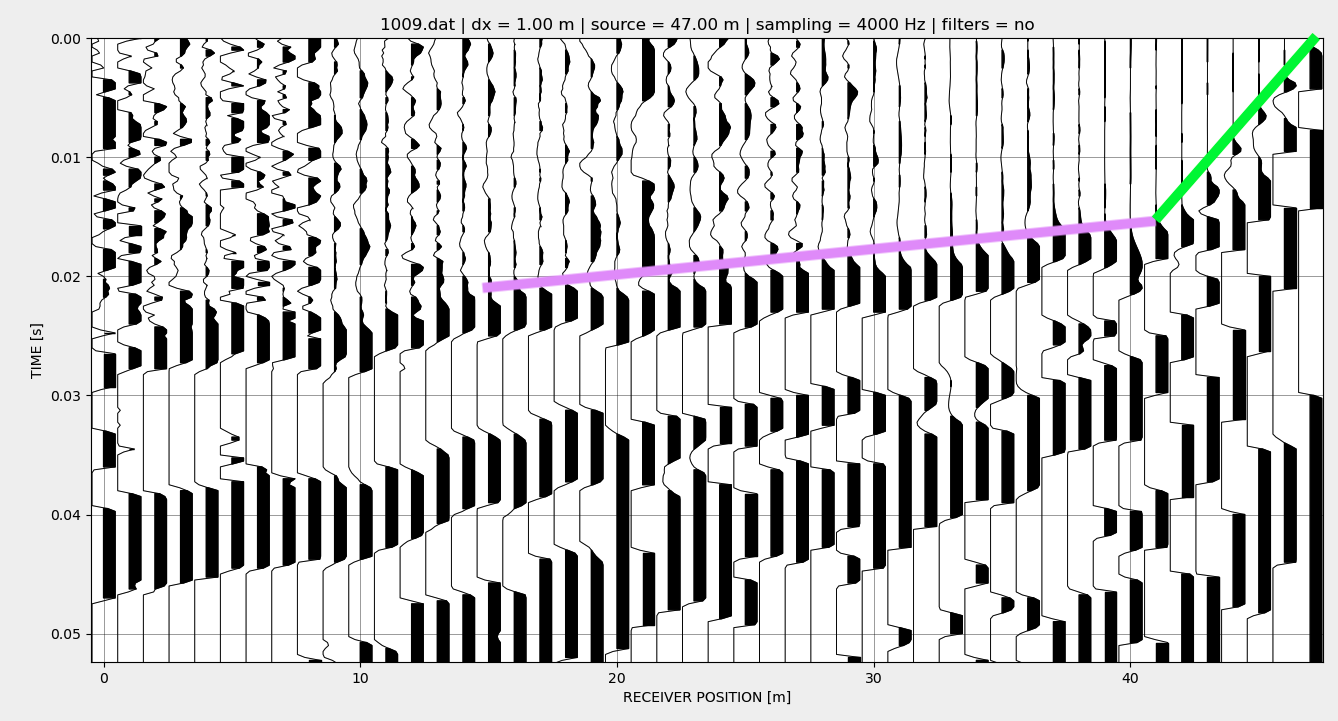 1009.dat | dx = 1.00 m | source = 47.00 m | sampling = 4000 Hz | filters = no
0.00
0.01
0.02
0.03
0.04
0.05
TIME [s]
0 10 20 30 40
RECEIVER POSITION [m]